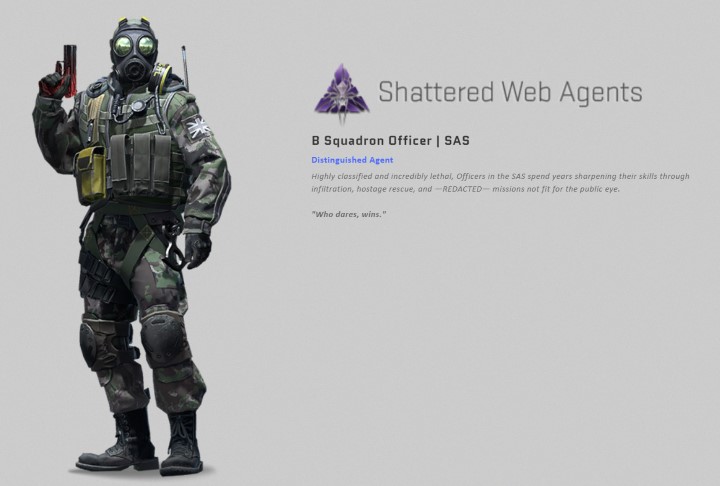 Shattered Web Agents
B Squadron Officer | SAS
Distinguished Agent
Highly classified and incredibly lethal, Officers in the SAS spend years sharpening their skills through
infiltration, hostage rescue, and —REDACTED— missions not fit for the public eye.
"Who dares, wins."